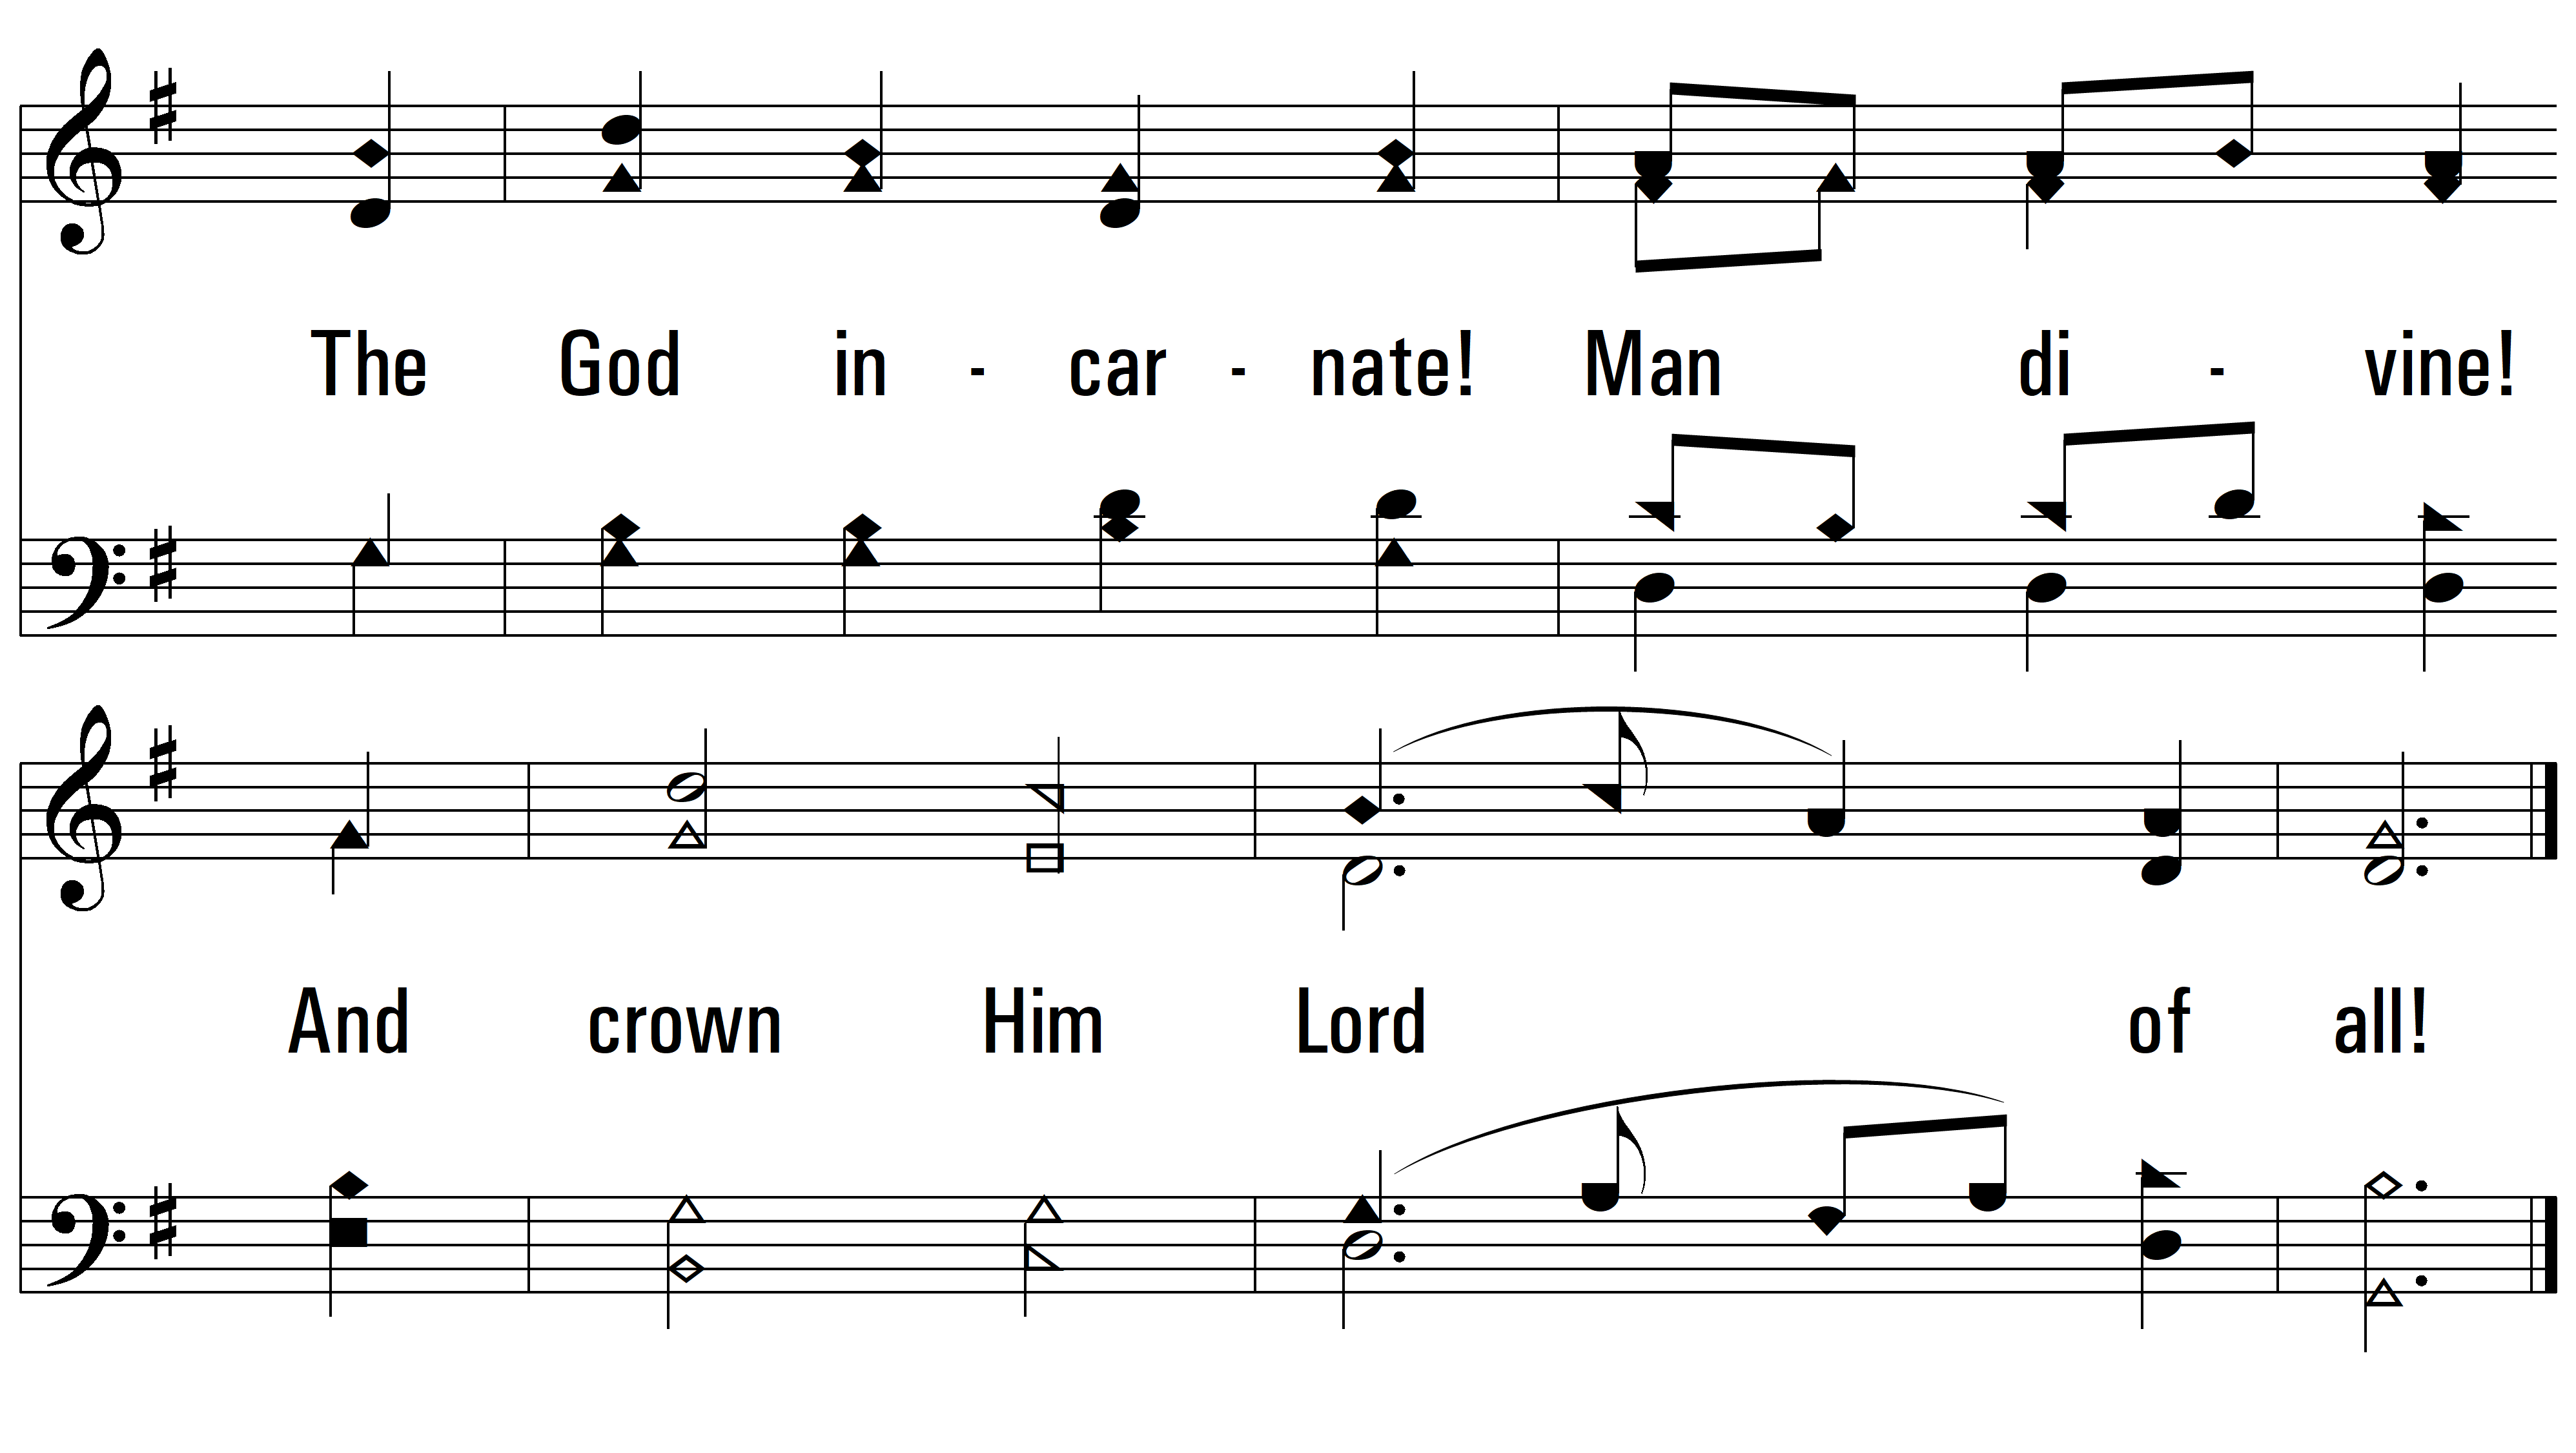 The God in - car - nate! Man di - vine!
And crown Him Lord of all!